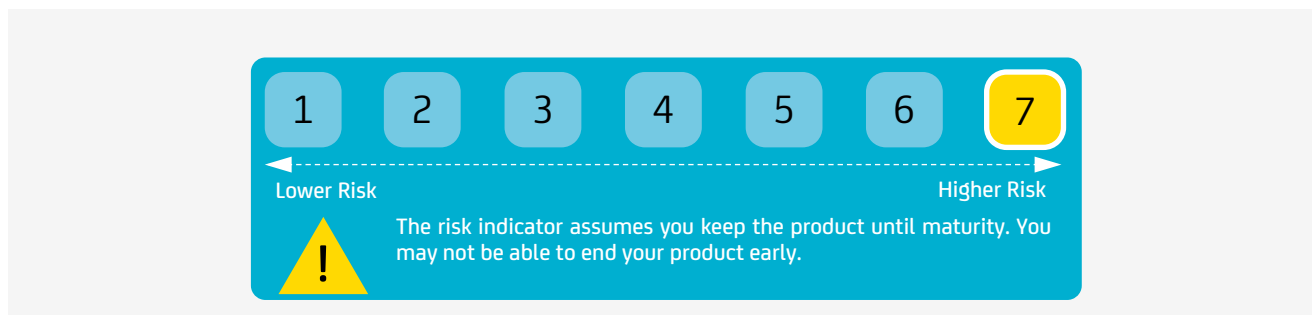 1 2 3 4 5 6 7
Lower Risk Higher Risk
The risk indicator assumes you keep the product until maturity. You
may not be able to end your product early.
!